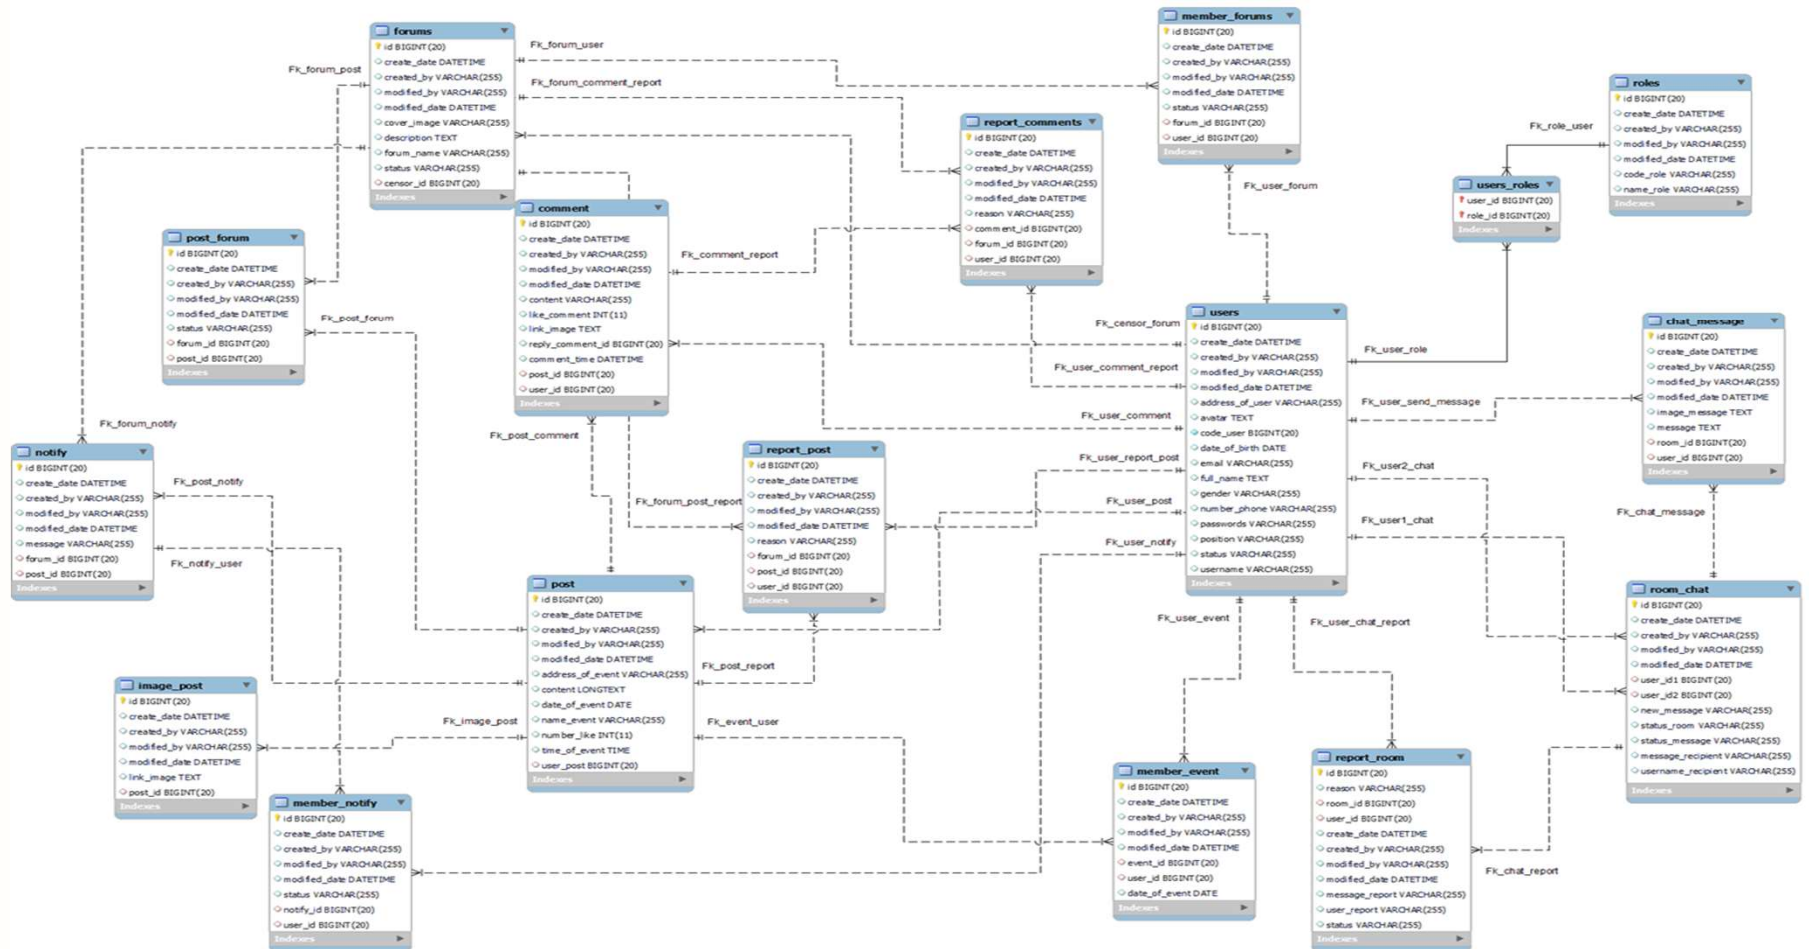 forums
id BIGINT(20)
create_date DATETIME
created_by VARCHAR(255)
modified_by VARCHAR(255)
modified_date DATETIME
cover_image VARCHAR(255)
description TEXT
forum_name VARCHAR(255)
status VARCHAR(255)
censor_id BIGINT(20)
Indexes
member_forums
id BIGINT(20)
create_date DATETIME
created_by VARCHAR(255)
modified_by VARCHAR(255)
modified_date DATETIME
status VARCHAR(255)
forum_id BIGINT(20)
user_id BIGINT(20)
Indexes
Fk_forum_post
Fk_forum_user
Fk_forum_comment_report
report_comments
id BIGINT(20)
create_date DATETIME
created_by VARCHAR(255)
modified_by VARCHAR(255)
modified_date DATETIME
reason VARCHAR(255)
comment_id BIGINT(20)
forum_id BIGINT(20)
user_id BIGINT(20)
Indexes
roles
id BIGINT(20)
create_date DATETIME
created_by VARCHAR(255)
modified_by VARCHAR(255)
modified_date DATETIME
code_role VARCHAR(255)
name_role VARCHAR(255)
Indexes
Fk_role_user
Fk_user_forum
users_roles
user_id BIGINT(20)
role_id BIGINT(20)
Indexes
post_forum
id BIGINT(20)
create_date DATETIME
created_by VARCHAR(255)
modified_by VARCHAR(255)
modified_date DATETIME
status VARCHAR(255)
forum_id BIGINT(20)
post_id BIGINT(20)
Indexes
comment
id BIGINT(20)
create_date DATETIME
created_by VARCHAR(255)
modified_by VARCHAR(255)
modified_date DATETIME
content VARCHAR(255)
like_comment INT(11)
link_image TEXT
reply_comment_id BIGINT(20)
comment_time DATETIME
post_id BIGINT(20)
user_id BIGINT(20)
Indexes
Fk_comment_report
Fk_post_forum
Fk_censor_forum
Fk_user_comment_report
Fk_user_comment
Fk_user_report_post
Fk_user_post
Fk_user_notify
users
id BIGINT(20)
create_date DATETIME
created_by VARCHAR(255)
modified_by VARCHAR(255)
modified_date DATETIME
address_of_user VARCHAR(255)
avatar TEXT
code_user BIGINT(20)
date_of_birth DATE
email VARCHAR(255)
full_name TEXT
gender VARCHAR(255)
number_phone VARCHAR(255)
passwords VARCHAR(255)
position VARCHAR(255)
status VARCHAR(255)
username VARCHAR(255)
Indexes
Fk_user_role
Fk_user_send_message
Fk_user2_chat
Fk_user1_chat
chat_message
id BIGINT(20)
create_date DATETIME
created_by VARCHAR(255)
modified_by VARCHAR(255)
modified_date DATETIME
image_message TEXT
message TEXT
room_id BIGINT(20)
user_id BIGINT(20)
Indexes
Fk_chat_message
Fk_forum_notify
notify
id BIGINT(20)
create_date DATETIME
created_by VARCHAR(255)
modified_by VARCHAR(255)
modified_date DATETIME
message VARCHAR(255)
forum_id BIGINT(20)
post_id BIGINT(20)
Indexes
Fk_post_notify
Fk_notify_user
Fk_post_comment
Fk_forum_post_report
report_post
id BIGINT(20)
create_date DATETIME
created_by VARCHAR(255)
modified_by VARCHAR(255)
modified_date DATETIME
reason VARCHAR(255)
forum_id BIGINT(20)
post_id BIGINT(20)
user_id BIGINT(20)
Indexes
post
id BIGINT(20)
create_date DATETIME
created_by VARCHAR(255)
modified_by VARCHAR(255)
modified_date DATETIME
address_of_event VARCHAR(255)
content LONGTEXT
date_of_event DATE
name_event VARCHAR(255)
number_like INT(11)
time_of_event TIME
user_post BIGINT(20)
Indexes
Fk_post_report
Fk_image_post
Fk_event_user
Fk_user_event
Fk_user_chat_report
room_chat
id BIGINT(20)
create_date DATETIME
created_by VARCHAR(255)
modified_by VARCHAR(255)
modified_date DATETIME
user_id1 BIGINT(20)
user_id2 BIGINT(20)
new_message VARCHAR(255)
status_room VARCHAR(255)
status_message VARCHAR(255)
message_recipient VARCHAR(255)
username_recipient VARCHAR(255)
Indexes
image_post
id BIGINT(20)
create_date DATETIME
created_by VARCHAR(255)
modified_by VARCHAR(255)
modified_date DATETIME
link_image TEXT
post_id BIGINT(20)
Indexes
member_notify
id BIGINT(20)
create_date DATETIME
created_by VARCHAR(255)
modified_by VARCHAR(255)
modified_date DATETIME
status VARCHAR(255)
notify_id BIGINT(20)
user_id BIGINT(20)
Indexes
member_event
id BIGINT(20)
create_date DATETIME
created_by VARCHAR(255)
modified_by VARCHAR(255)
modified_date DATETIME
event_id BIGINT(20)
user_id BIGINT(20)
date_of_event DATE
Indexes
report_room
id BIGINT(20)
reason VARCHAR(255)
room_id BIGINT(20)
user_id BIGINT(20)
create_date DATETIME
created_by VARCHAR(255)
modified_by VARCHAR(255)
modified_date DATETIME
message_report VARCHAR(255)
user_report VARCHAR(255)
status VARCHAR(255)
Indexes
Fk_chat_report